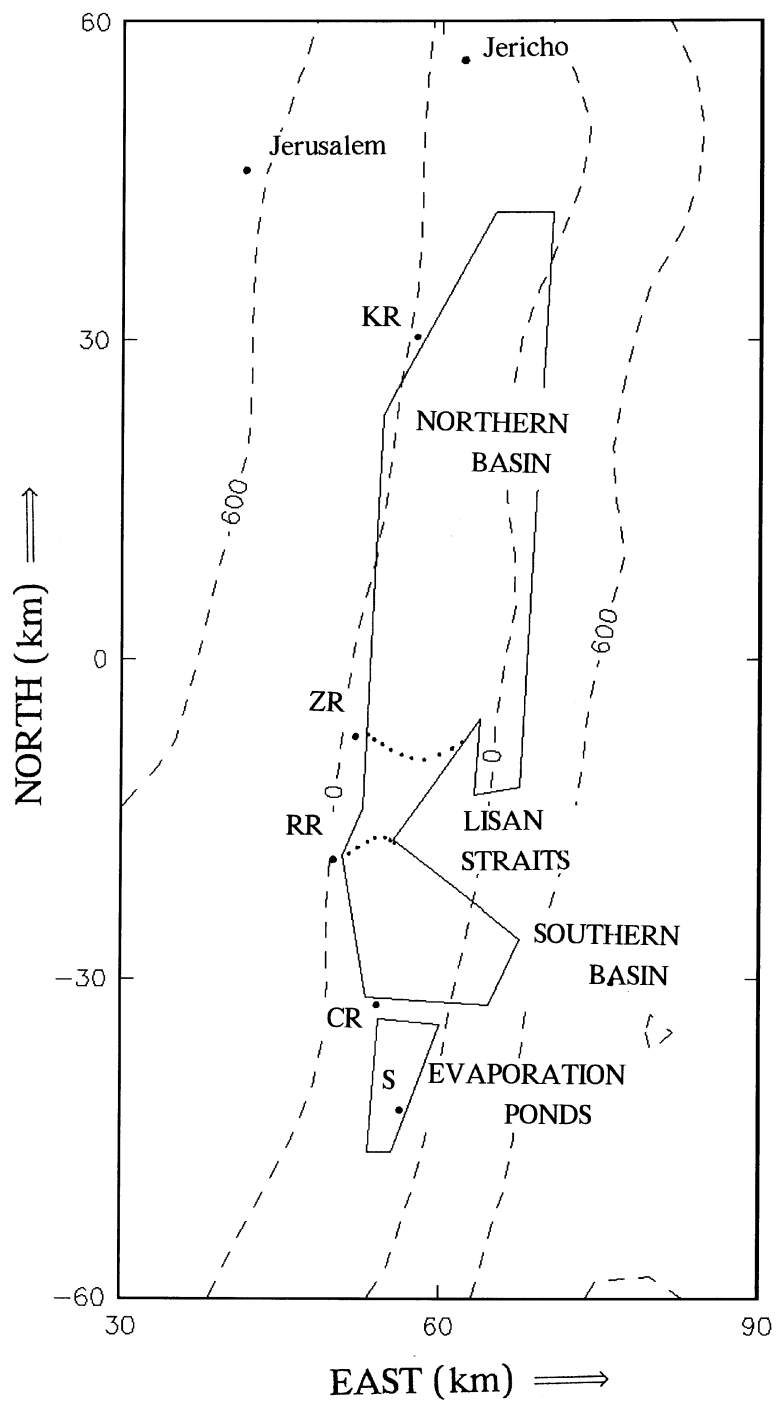 60
Jericho
Jerusalem
KR
30
NORTHERN
BASIN
600
600
0
ZR
0
0
RR
LISAN
STRAITS
SOUTHERN
BASIN
−30
CR
S
EVAPORATION
PONDS
−60
30
60
90
NORTH (km)
EAST (km)